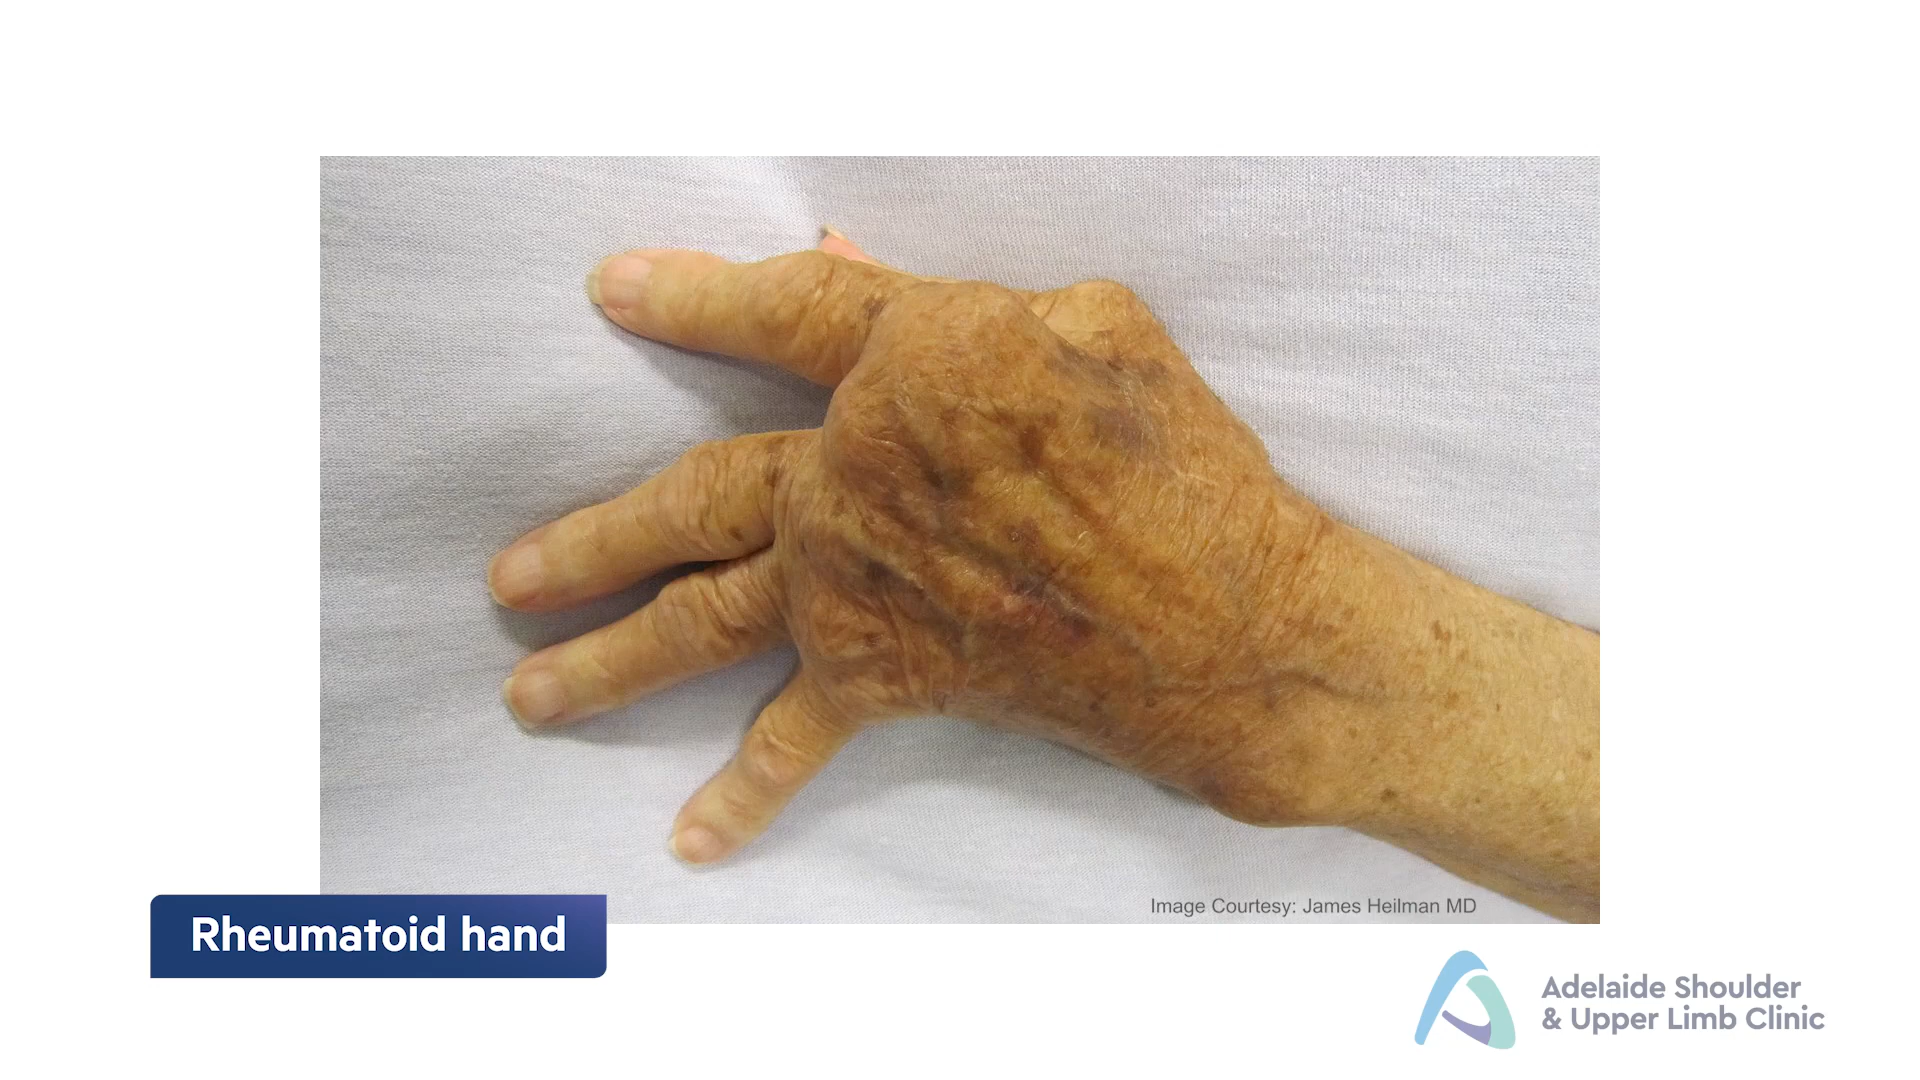 Image Courtesy: James Heilman MD
Rheumatoid hand
Adelaide Shoulder
& Upper Limb Clinic